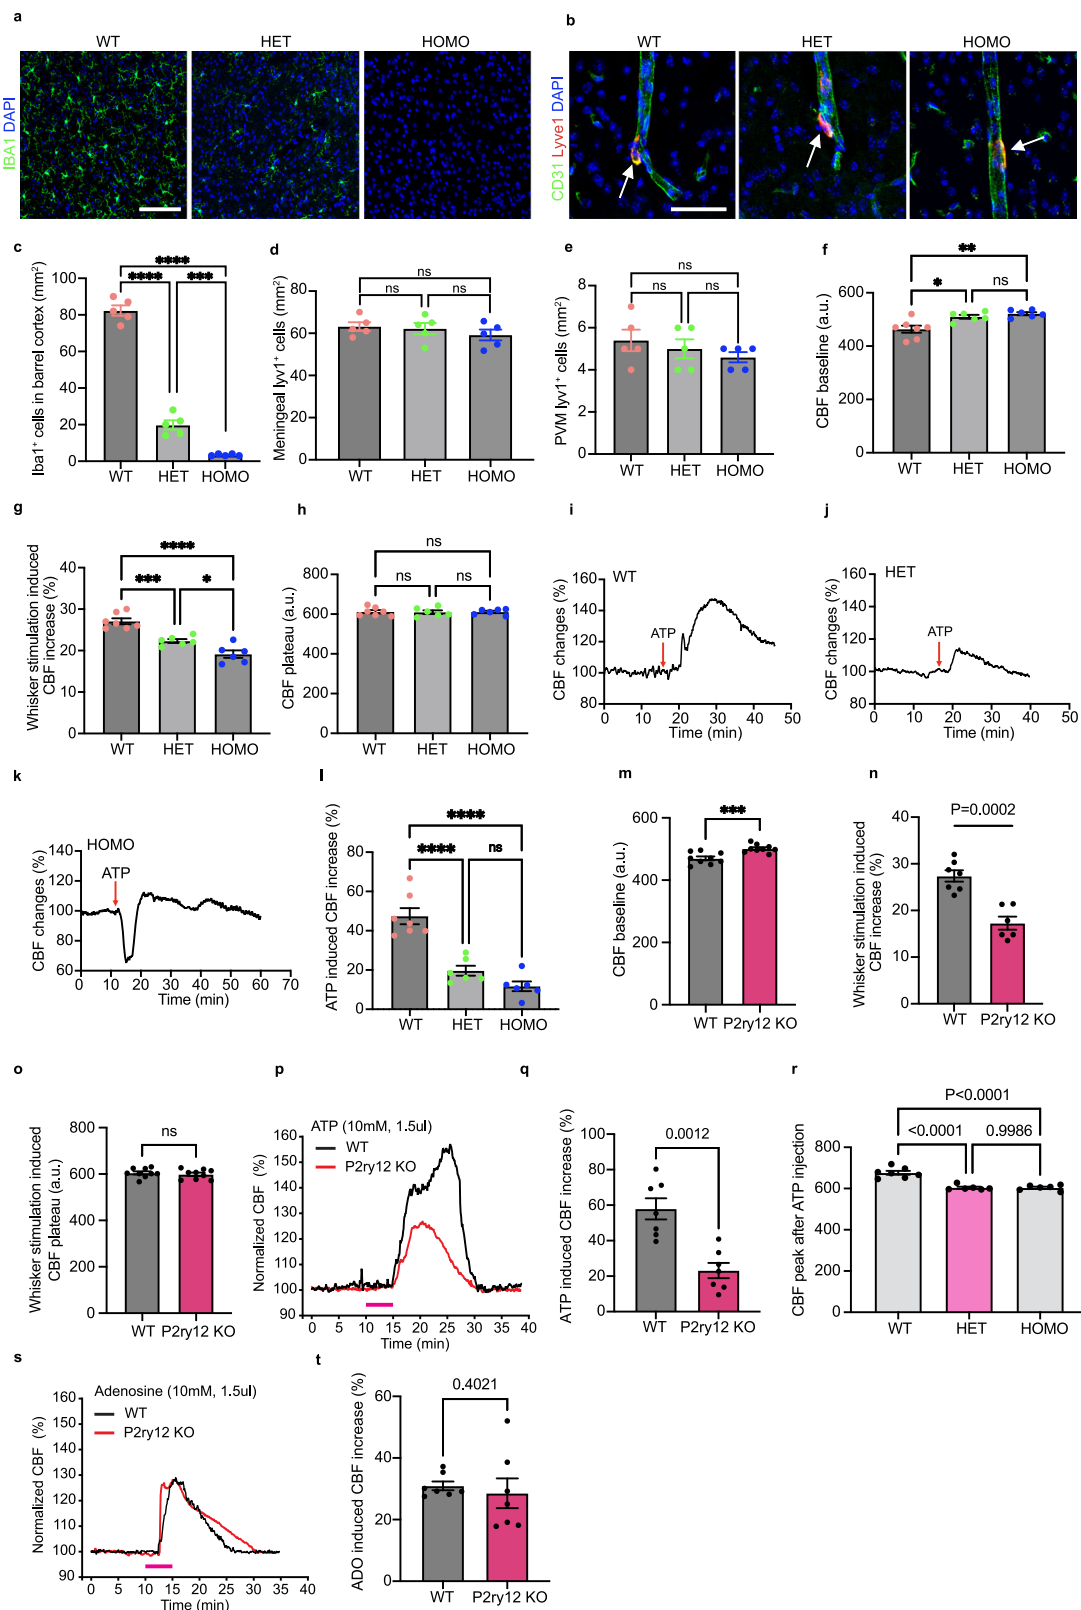 a
WT HET HOMO
IBA1 DAPI
b
WT HET HOMO
CD31 Lyve1 DAPI
c
Iba1⁺ cells in barrel cortex (mm²)
100
80
60
40
20
0
**** *** ****
WT HET HOMO
d
Meningeal lyv1⁺ cells (mm²)
80
60
40
20
0
ns
ns ns
WT HET HOMO
e
PVM lyv1⁺ cells (mm²)
8
6
4
2
0
ns
ns ns
WT HET HOMO
f
CBF baseline (a.u.)
600
400
200
0
**
* ns
WT HET HOMO
g
Whisker stimulation induced
CBF increase (%)
40
30
20
10
0
****
*** *
WT HET HOMO
h
CBF plateau (a.u.)
800
600
400
200
0
ns
ns ns
WT HET HOMO
i
WT
ATP
CBF changes (%)
160
140
120
100
80
0 10 20 30 40 50
Time (min)
j
HET
ATP
CBF changes (%)
160
140
120
100
80
0 10 20 30 40 50
Time (min)
k
HOMO
ATP
CBF changes (%)
140
120
100
80
60
0 10 20 30 40 50 60 70
Time (min)
l
ATP induced CBF increase (%)
80
60
40
20
0
****
**** ns
WT HET HOMO
m
CBF baseline (a.u.)
600
400
200
0
***
WT P2ry12 KO
n
Whisker stimulation induced
CBF increase (%)
40
30
20
10
0
P=0.0002
WT P2ry12 KO
o
Whisker stimulation induced
CBF plateau (a.u.)
800
600
400
200
0
ns
WT P2ry12 KO
p
ATP (10mM, 1.5ul)
WT
P2ry12 KO
Normalized CBF (%)
160
150
140
130
120
110
100
90
0 5 10 15 20 25 30 35 40
Time (min)
q
ATP induced CBF increase (%)
100
80
60
40
20
0
0.0012
WT P2ry12 KO
r
CBF peak after ATP injection
800
600
400
200
0
P<0.0001
<0.0001 0.9986
WT HET HOMO
s
Adenosine (10mM, 1.5ul)
WT
P2ry12 KO
Normalized CBF (%)
160
150
140
130
120
110
100
90
0 5 10 15 20 25 30 35 40
Time (min)
t
ADO induced CBF increase (%)
60
40
20
0
0.4021
WT P2ry12 KO